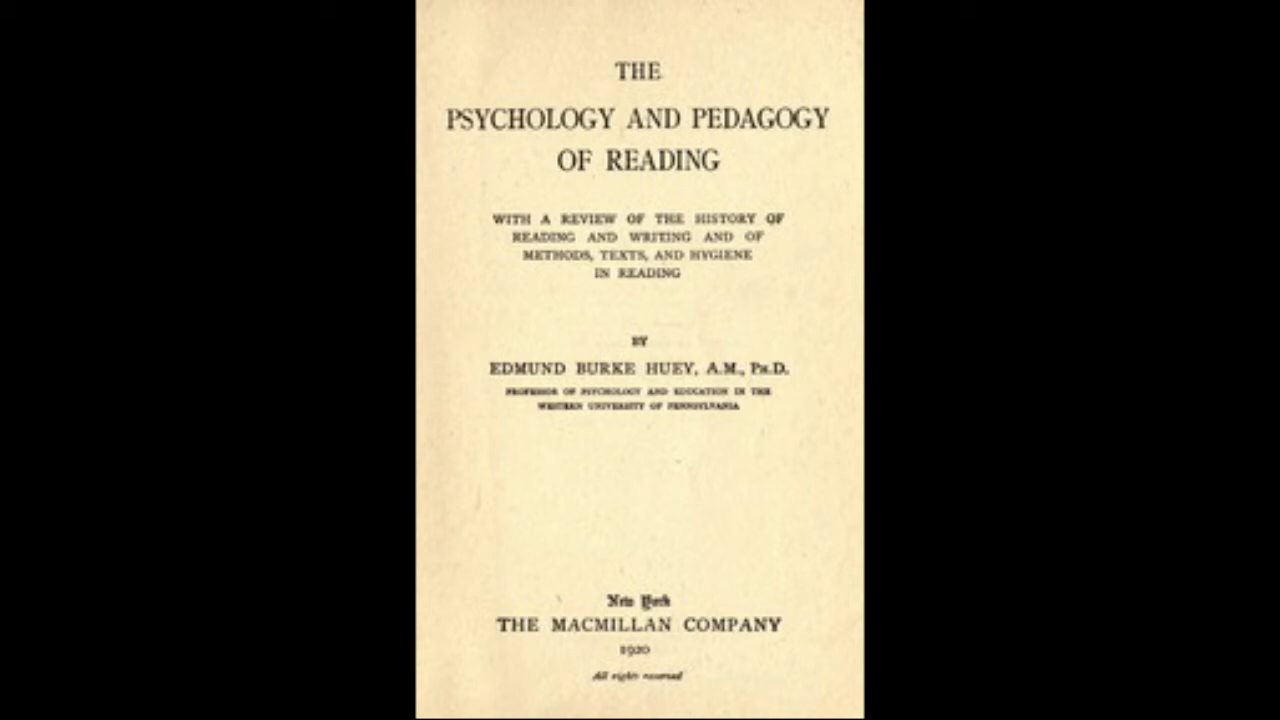 THE
PSYCHOLOGY AND PEDAGOGY
OF READING
WITH A REVIEW OF THE HISTORY OF
READING AND WRITING AND OF
METHODS, TEXTS, AND HYGIENE
IN READING
BY
EDMUND BURKE HUEY, A.M., PH.D.
PROFESSOR OF PSYCHOLOGY AND EDUCATION IN THE
WESTERN UNIVERSITY OF PENNSYLVANIA
New York
THE MACMILLAN COMPANY
1920
All rights reserved